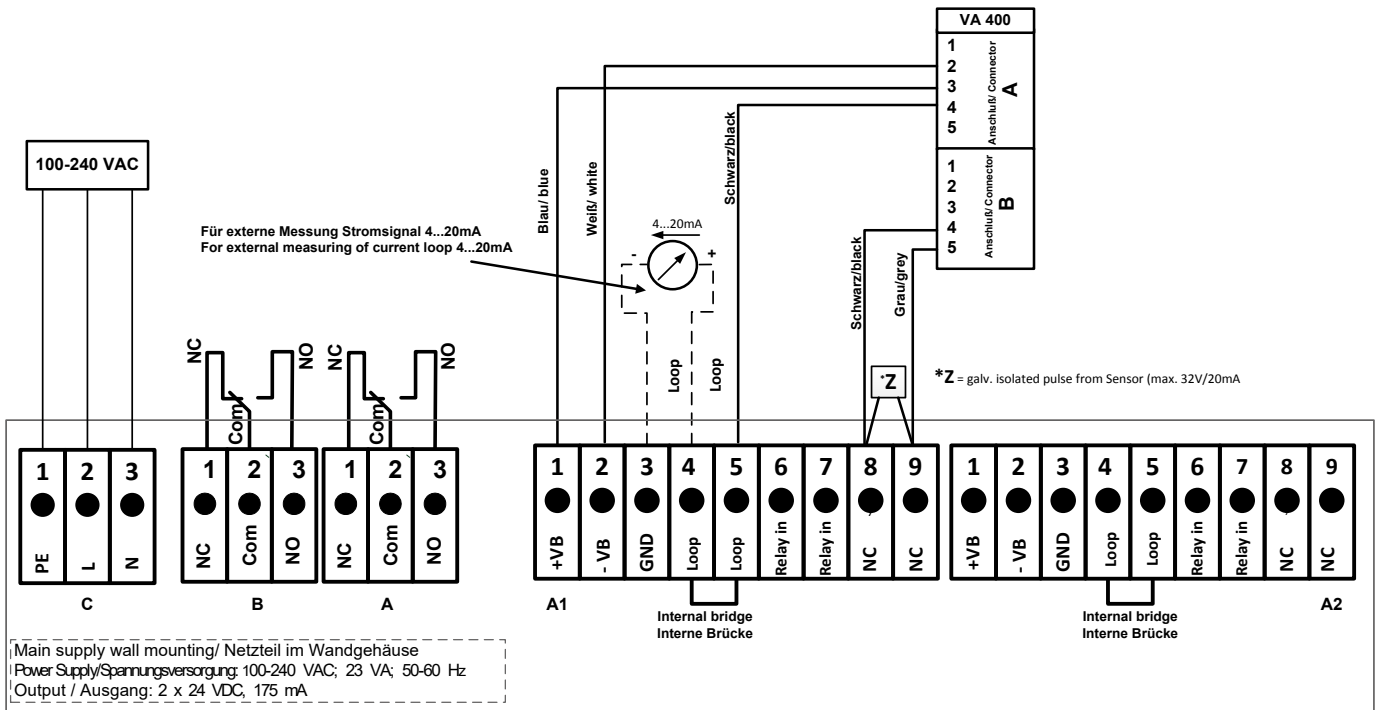 VA 400
1
2
3
4
5
Anschluß/ Connector
A
1
2
3
4
5
Anschluß/ Connector
B
100-240 VAC
Für externe Messung Stromsignal 4...20mA
For external measuring of current loop 4...20mA
4...20mA
-
+
Blau/ blue
Weiß/ white
Schwarz/black
Schwarz/black
Grau/grey
Loop
Loop
NC
Com
NO
NC
Com
NO
*Z
*Z = galv. isolated pulse from Sensor (max. 32V/20mA
1 2 3
PE L N
C
1 2 3
NC Com NO
B
1 2 3
NC Com NO
A
1 2 3 4 5 6 7 8 9
+VB - VB GND Loop Loop Relay in Relay in NC NC
A1
Internal bridge
Interne Brücke
1 2 3 4 5 6 7 8 9
+VB - VB GND Loop Loop Relay in Relay in NC NC
A2
Internal bridge
Interne Brücke
Main supply wall mounting/ Netzteil im Wandgehäuse
Power Supply/Spannungsversorgung: 100-240 VAC; 23 VA; 50-60 Hz
Output / Ausgang: 2 x 24 VDC, 175 mA